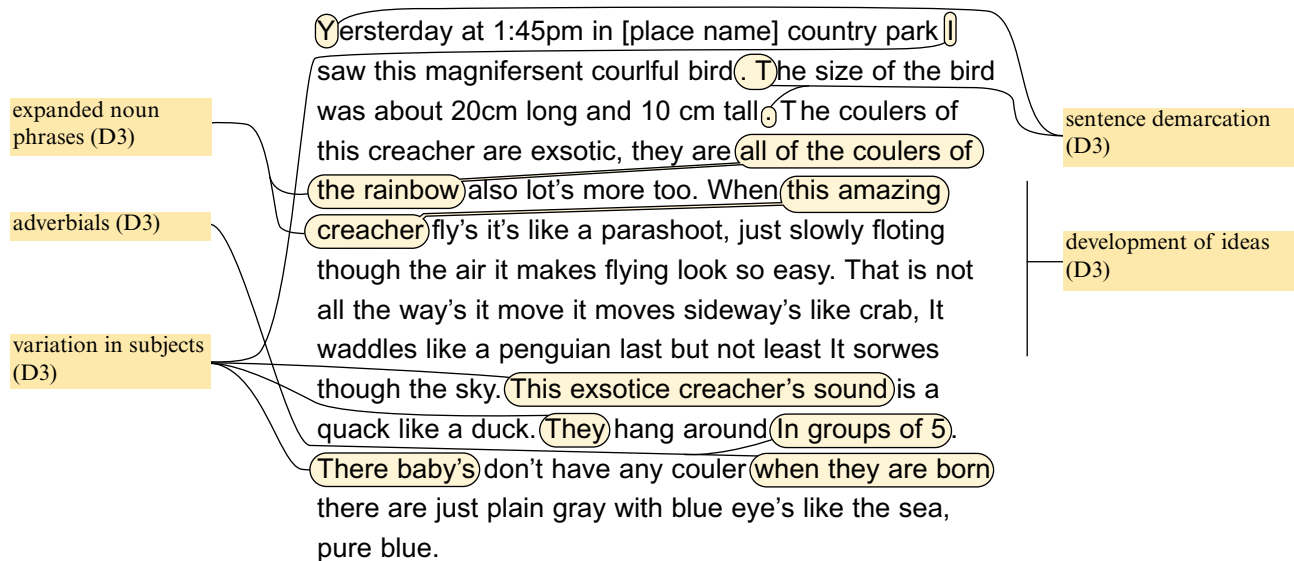 Yersterday at 1:45pm in [place name] country park I
saw this magnifersent courlful bird . The size of the bird
was about 20cm long and 10 cm tall . The coulers of
this creacher are exsotic, they are all of the coulers of
the rainbow also lot's more too. When this amazing
creacher fly's it's like a parashoot, just slowly floting
though the air it makes flying look so easy. That is not
all the way's it move it moves sideway's like crab, It
waddles like a penguian last but not least It sorwes
though the sky. This exsotice creacher's sound is a
quack like a duck. They hang around In groups of 5.
There baby's don't have any couler when they are born
there are just plain gray with blue eye's like the sea,
pure blue.
expanded noun
phrases (D3)
adverbials (D3)
variation in subjects
(D3)
sentence demarcation
(D3)
development of ideas
(D3)